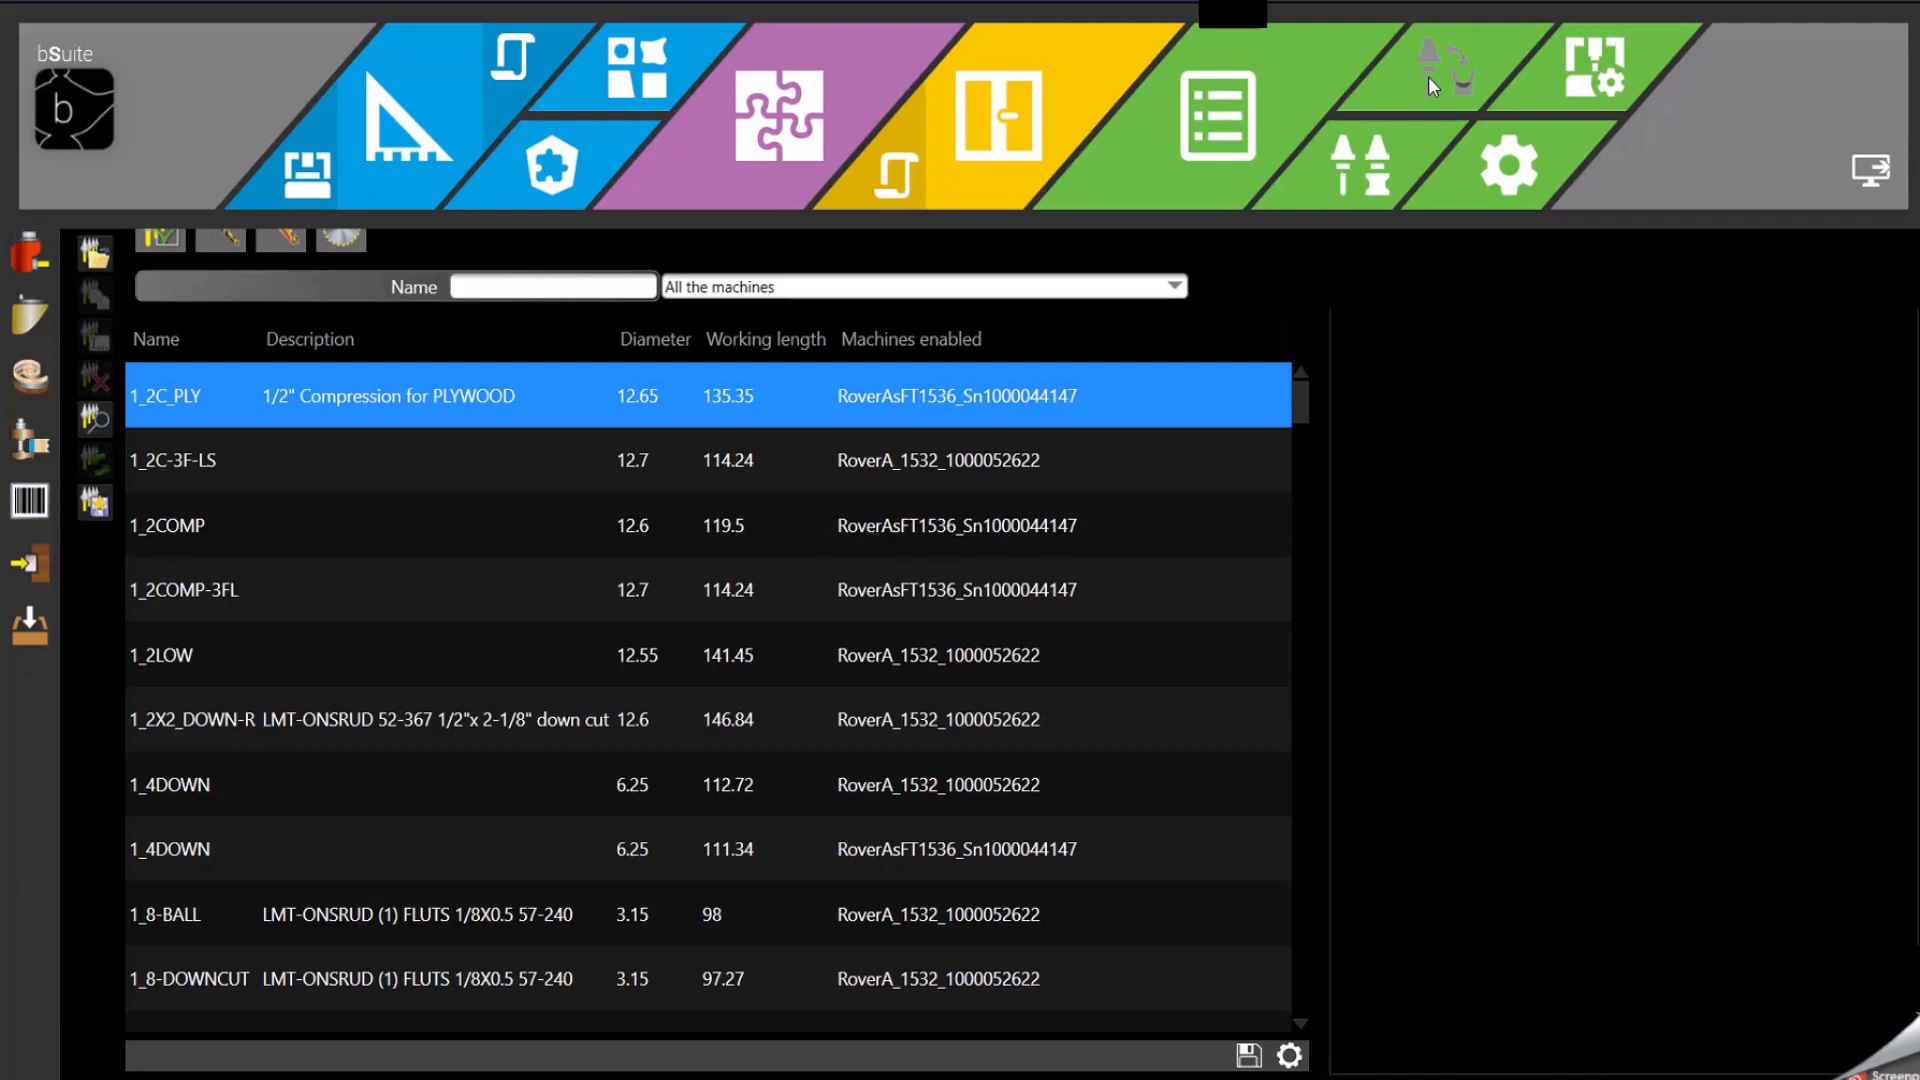 bSuite
b
Name
All the machines
Name Description Diameter Working length Machines enabled
1_2C_PLY 1/2" Compression for PLYWOOD 12.65 135.35 RoverAsFT1536_Sn1000044147
1_2C-3F-LS 12.7 114.24 RoverA_1532_1000052622
1_2COMP 12.6 119.5 RoverAsFT1536_Sn1000044147
1_2COMP-3FL 12.7 114.24 RoverAsFT1536_Sn1000044147
1_2LOW 12.55 141.45 RoverA_1532_1000052622
1_2X2_DOWN-R LMT-ONSRUD 52-367 1/2"x 2-1/8" down cut 12.6 146.84 RoverA_1532_1000052622
1_4DOWN 6.25 112.72 RoverA_1532_1000052622
1_4DOWN 6.25 111.34 RoverAsFT1536_Sn1000044147
1_8-BALL LMT-ONSRUD (1) FLUTS 1/8X0.5 57-240 3.15 98 RoverA_1532_1000052622
1_8-DOWNCUT LMT-ONSRUD (1) FLUTS 1/8X0.5 57-240 3.15 97.27 RoverA_1532_1000052622